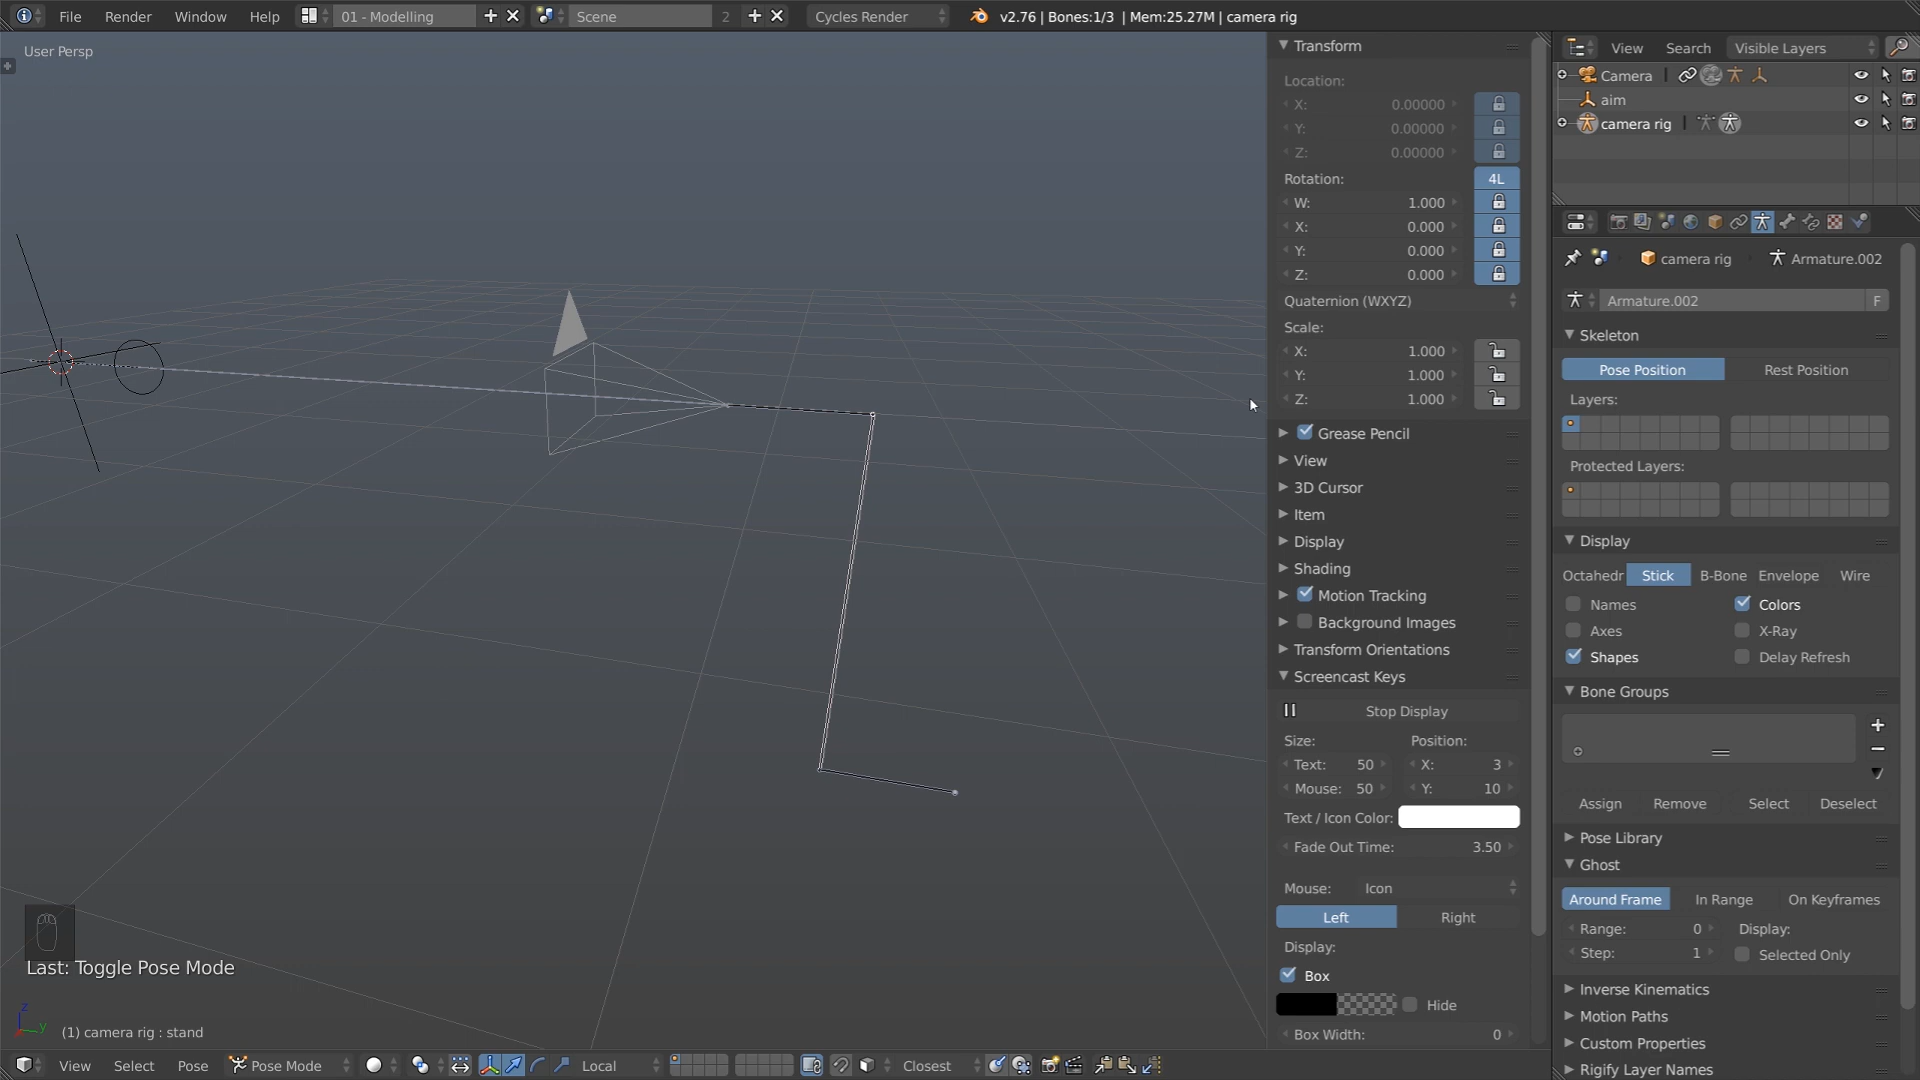 File Render Window Help 01 - Modelling Scene 2 Cycles Render v2.76 | Bones:1/3 | Mem:25.27M | camera rig
User Persp
Last: Toggle Pose Mode
z
y
(1) camera rig : stand
View Select Pose Pose Mode Local Closest
Transform
Location:
X: 0.00000
Y: 0.00000
Z: 0.00000
Rotation: 4L
W: 1.000
X: 0.000
Y: 0.000
Z: 0.000
Quaternion (WXYZ)
Scale:
X: 1.000
Y: 1.000
Z: 1.000
Grease Pencil
View
3D Cursor
Item
Display
Shading
Motion Tracking
Background Images
Transform Orientations
Screencast Keys
Stop Display
Size: Position:
Text: 50 X: 3
Mouse: 50 Y: 10
Text / Icon Color:
Fade Out Time: 3.50
Mouse: Icon
Left Right
Display:
Box
Hide
Box Width: 0
View Search Visible Layers
Camera
aim
camera rig
camera rig Armature.002
Armature.002 F
Skeleton
Pose Position Rest Position
Layers:
Protected Layers:
Display
Octahedr Stick B-Bone Envelope Wire
Names Colors
Axes X-Ray
Shapes Delay Refresh
Bone Groups
Assign Remove Select Deselect
Pose Library
Ghost
Around Frame In Range On Keyframes
Range: 0 Display:
Step: 1 Selected Only
Inverse Kinematics
Motion Paths
Custom Properties
Rigify Layer Names